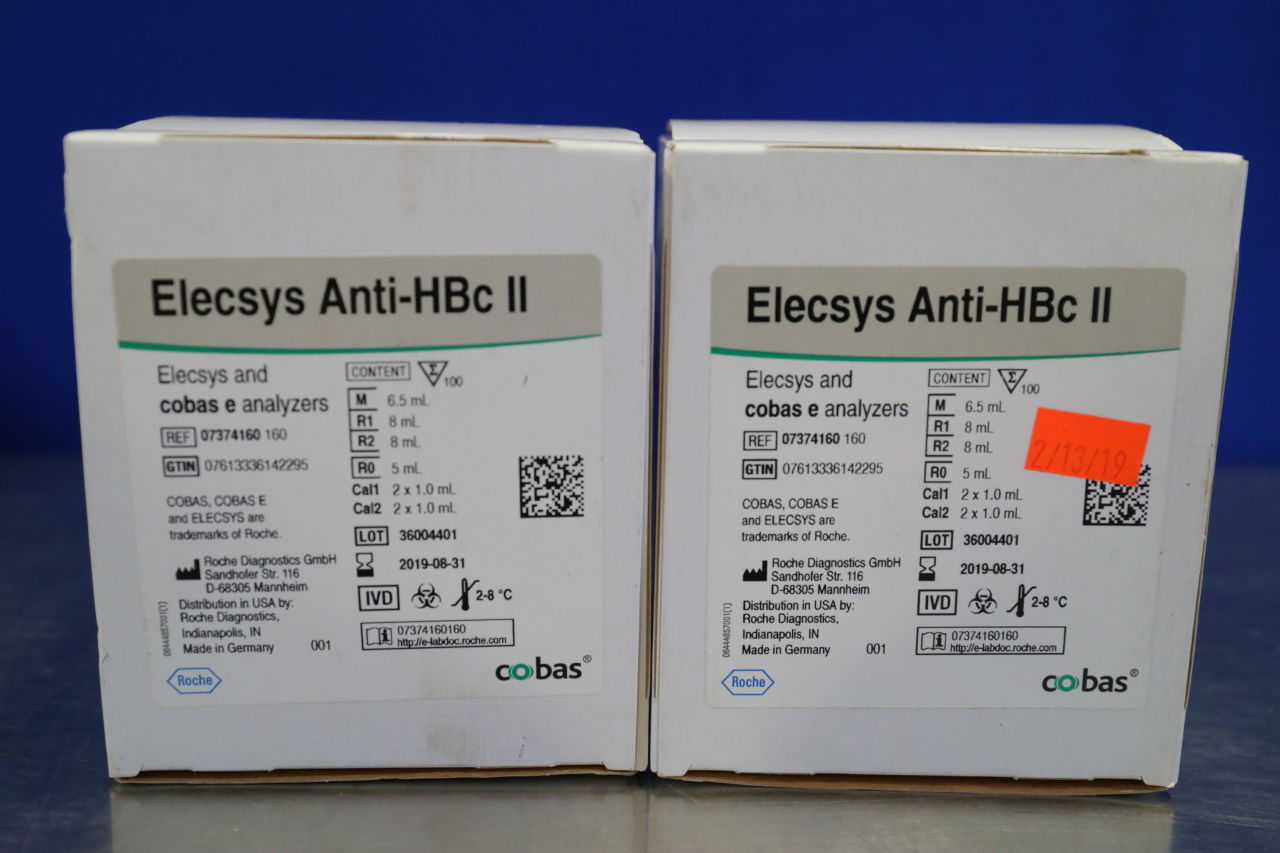 Elecsys Anti-HBc II
Elecsys and
cobas e analyzers
REF 07374160 160
GTIN 07613336142295
COBAS, COBAS E
and ELECSYS are
trademarks of Roche.
Roche Diagnostics GmbH
Sandhofer Str. 116
D-68305 Mannheim
Distribution in USA by:
Roche Diagnostics,
Indianapolis, IN
Made in Germany 001
06444857001(1)
Roche
CONTENT Σ 100
M 6.5 mL
R1 8 mL
R2 8 mL
R0 5 mL
Cal1 2 x 1.0 mL
Cal2 2 x 1.0 mL
LOT 36004401
2019-08-31
IVD 2-8 °C
07374160160
http://e-labdoc.roche.com
cobas®
Elecsys Anti-HBc II
Elecsys and
cobas e analyzers
REF 07374160 160
GTIN 07613336142295
COBAS, COBAS E
and ELECSYS are
trademarks of Roche.
Roche Diagnostics GmbH
Sandhofer Str. 116
D-68305 Mannheim
Distribution in USA by:
Roche Diagnostics,
Indianapolis, IN
Made in Germany 001
06444857001(1)
Roche
CONTENT Σ 100
M 6.5 mL
R1 8 mL
R2 8 mL
R0 5 mL
Cal1 2 x 1.0 mL
Cal2 2 x 1.0 mL
LOT 36004401
2019-08-31
IVD 2-8 °C
07374160160
http://e-labdoc.roche.com
cobas®
2/13/19